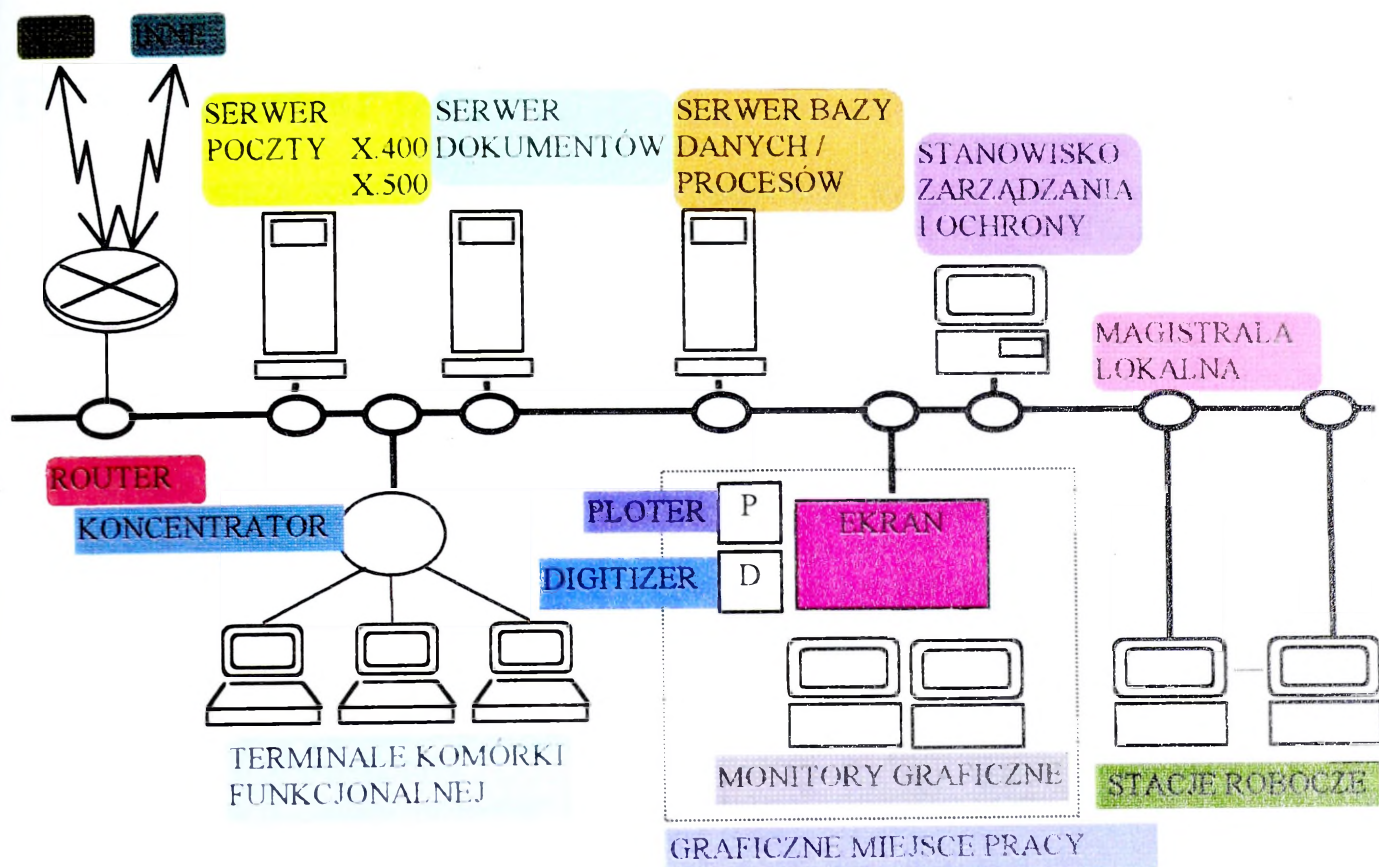 INNE
SERWER
POCZTY X.400
X.500
SERWER
DOKUMENTÓW
SERWER BAZY
DANYCH /
PROCESÓW
STANOWISKO
ZARZĄDZANIA
I OCHRONY
MAGISTRALA
LOKALNA
ROUTER
KONCENTRATOR
PLOTER
P
EKRAN
DIGITIZER
D
TERMINALE KOMÓRKI
FUNKCJONALNEJ
MONITORY GRAFICZNE
STACJE ROBOCZE
GRAFICZNE MIEJSCE PRACY